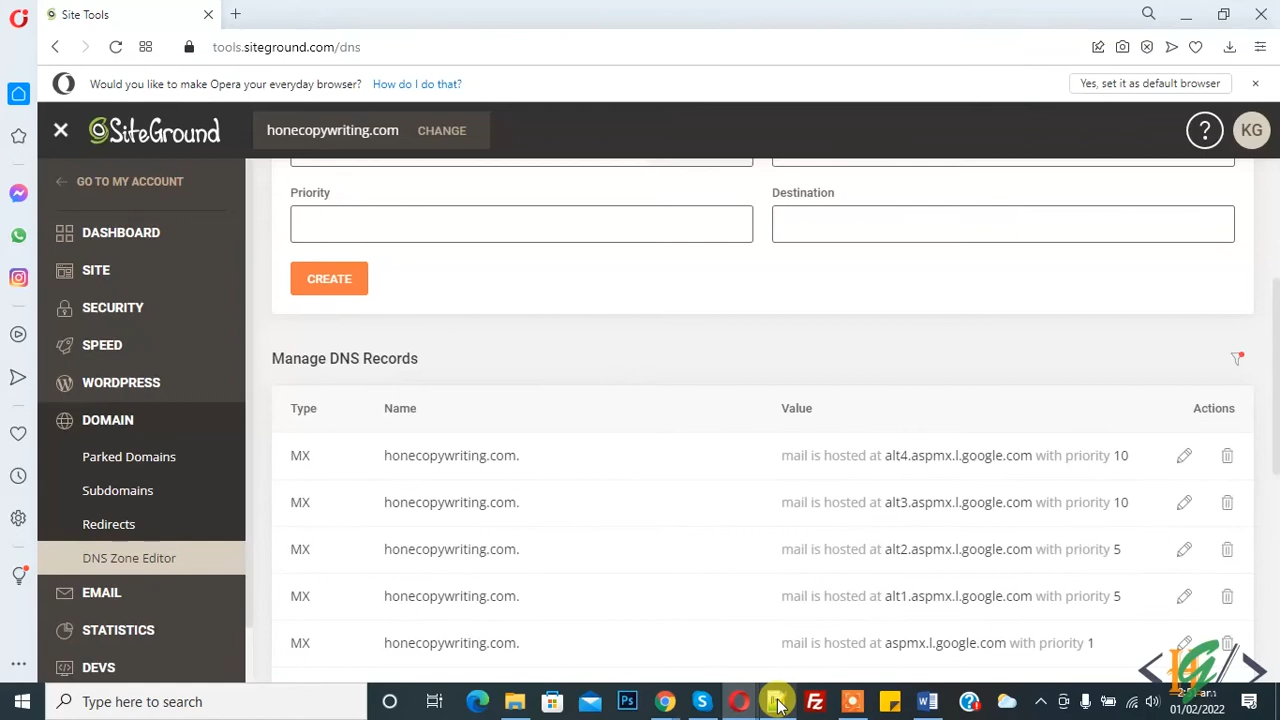 Site Tools
tools.siteground.com/dns
Would you like to make Opera your everyday browser? How do I do that? Yes, set it as default browser
SiteGround honecopywriting.com CHANGE ? KG
GO TO MY ACCOUNT
DASHBOARD
SITE
SECURITY
SPEED
WORDPRESS
DOMAIN
Parked Domains
Subdomains
Redirects
DNS Zone Editor
EMAIL
STATISTICS
DEVS
Priority Destination
CREATE
Manage DNS Records
Type Name Value Actions
MX honecopywriting.com. mail is hosted at alt4.aspmx.l.google.com with priority 10
MX honecopywriting.com. mail is hosted at alt3.aspmx.l.google.com with priority 10
MX honecopywriting.com. mail is hosted at alt2.aspmx.l.google.com with priority 5
MX honecopywriting.com. mail is hosted at alt1.aspmx.l.google.com with priority 5
MX honecopywriting.com. mail is hosted at aspmx.l.google.com with priority 1
Type here to search
Ps
Fz
01/02/2022